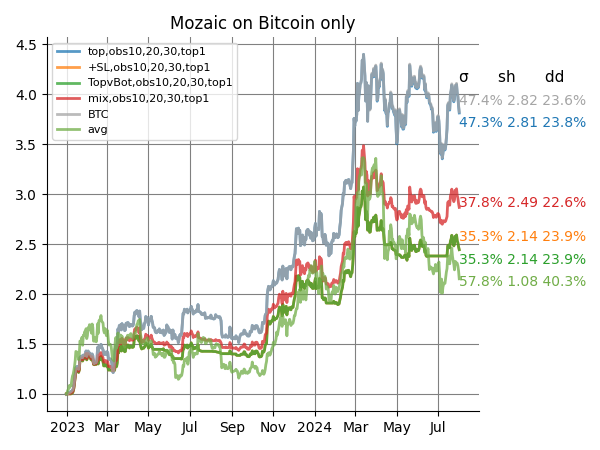 Mozaic on Bitcoin only
top,obs10,20,30,top1
+SL,obs10,20,30,top1
TopvBot,obs10,20,30,top1
mix,obs10,20,30,top1
BTC
avg
σ sh dd
47.4% 2.82 23.6%
47.3% 2.81 23.8%
37.8% 2.49 22.6%
35.3% 2.14 23.9%
35.3% 2.14 23.9%
57.8% 1.08 40.3%
4.5
4.0
3.5
3.0
2.5
2.0
1.5
1.0
2023 Mar May Jul Sep Nov 2024 Mar May Jul